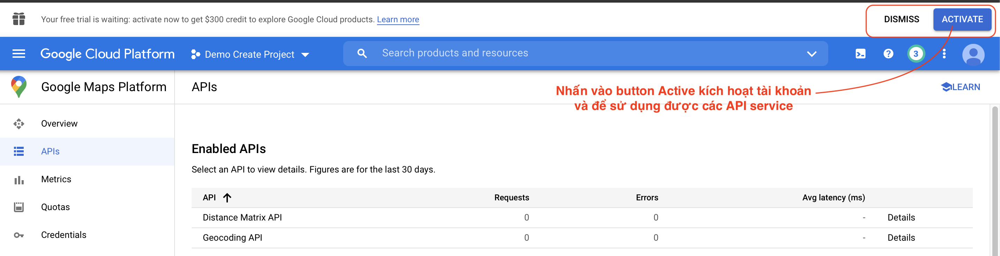 Your free trial is waiting: activate now to get $300 credit to explore Google Cloud products. Learn more
DISMISS
ACTIVATE
Google Cloud Platform
Demo Create Project
Search products and resources
3
Google Maps Platform
APIs
LEARN
Nhấn vào button Active kích hoạt tài khoản
và để sử dụng được các API service
Overview
APIs
Metrics
Quotas
Credentials
Enabled APIs
Select an API to view details. Figures are for the last 30 days.
API Requests Errors Avg latency (ms)
Distance Matrix API 0 0 - Details
Geocoding API 0 0 - Details